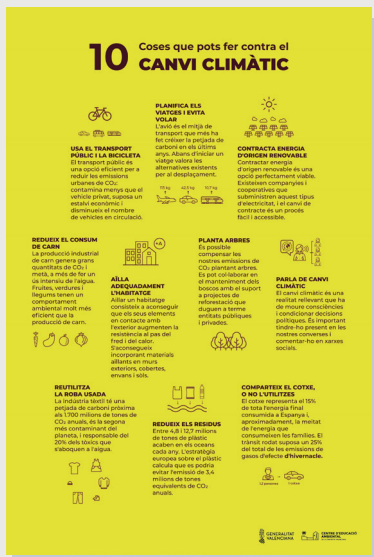 10 Coses que pots fer contra el
CANVI CLIMÀTIC
USA EL TRANSPORT
PÚBLIC I LA BICICLETA
El transport públic és
una opció eficient per a
reduir les emissions
urbanes de CO₂:
contamina menys que el
vehicle privat, suposa un
estalvi econòmic i
disminueix el nombre
de vehicles en circulació.
PLANIFICA ELS
VIATGES I EVITA
VOLAR
L'avió és el mitjà de
transport que més ha
fet créixer la petjada de
carboni en els últims
anys. Abans d'iniciar un
viatge valora les
alternatives existents
per al desplaçament.
CONTRACTA ENERGIA
D'ORIGEN RENOVABLE
Contractar energia
d'origen renovable és una
opció perfectament viable.
Existeixen companyies i
cooperatives que
subministren aquest tipus
d'electricitat, i el canvi de
contracte és un procés
fàcil i accessible.
REDUEIX EL CONSUM
DE CARN
La producció industrial
de carn genera grans
quantitats de CO₂ i
metà, a més de fer un
ús intensiu de l'aigua.
Fruites, verdures i
llegums tenen un
comportament
ambiental molt més
eficient que la
producció de carn.
AÏLLA
ADEQUADAMENT
L'HABITATGE
Aïllar un habitatge
consisteix a aconseguir
que els seus elements
en contacte amb
l'exterior augmenten la
resistència al pas del
fred i del calor.
S'aconsegueix
incorporant materials
aïllants en murs
exteriors, cobertes,
envans i sòls.
PLANTA ARBRES
És possible
compensar les
nostres emissions de
CO₂ plantant arbres.
Es pot col·laborar en
el manteniment dels
boscos amb el suport
a projectes de
reforestació que
duguen a terme
entitats públiques
i privades.
PARLA DE CANVI
CLIMÀTIC
El canvi climàtic és una
realitat rellevant que ha
de moure consciències
i condicionar decisions
polítiques. És important
tindre-ho present en les
nostres converses i
comentar-ho en xarxes
socials.
REUTILITZA
LA ROBA USADA
La indústria tèxtil té una
petjada de carboni pròxima
als 1.700 milions de tones de
CO₂ anuals, és la segona
més contaminant del
planeta, i responsable del
20% dels tòxics que
s'aboquen a l'aigua.
REDUEIX ELS RESIDUS
Entre 4,8 i 12,7 milions
de tones de plàstic
acaben en els oceans
cada any. L'estratègia
europea sobre el plàstic
calcula que es podria
evitar l'emissió de 3,4
milions de tones
equivalents de CO₂
anuals.
COMPARTEIX EL COTXE,
O NO L'UTILITZES
El cotxe representa el 15%
de tota l'energia final
consumida a Espanya i,
aproximadament, la meitat
de l'energia que
consumeixen les famílies. El
trànsit rodat suposa un 25%
del total de les emissions de
gasos d'efecte d'hivernacle.
GENERALITAT
VALENCIANA
CENTRE D'EDUCACIÓ
AMBIENTAL